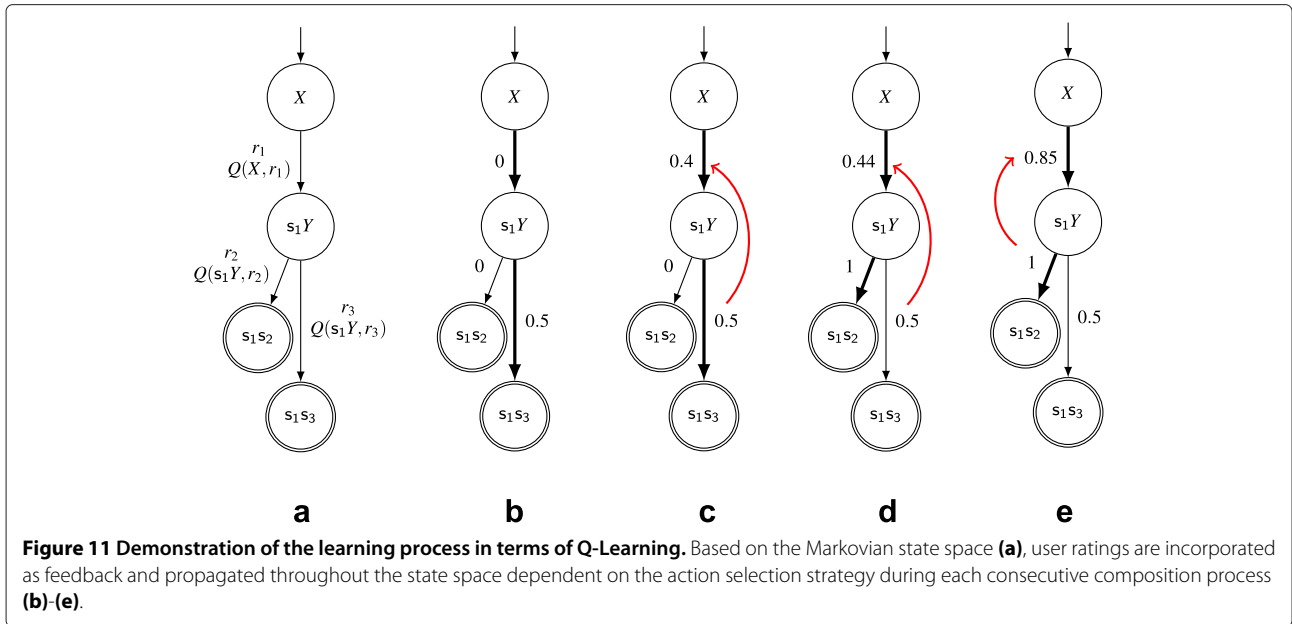 X
r₁
Q(X, r₁)
s₁Y
r₂
Q(s₁Y, r₂)
r₃
Q(s₁Y, r₃)
s₁s₂
s₁s₃
a
X
0
s₁Y
0
0.5
s₁s₂
s₁s₃
b
X
0.4
s₁Y
0
0.5
s₁s₂
s₁s₃
c
X
0.44
s₁Y
1
0.5
s₁s₂
s₁s₃
d
X
0.85
s₁Y
1
0.5
s₁s₂
s₁s₃
e
Figure 11 Demonstration of the learning process in terms of Q-Learning. Based on the Markovian state space (a), user ratings are incorporated
as feedback and propagated throughout the state space dependent on the action selection strategy during each consecutive composition process
(b)-(e).